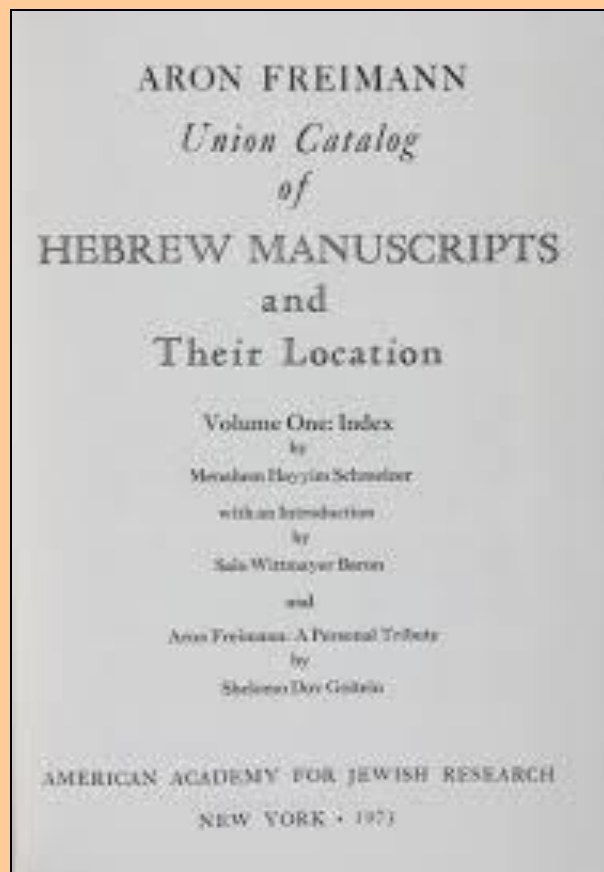 ARON FREIMANN
Union Catalog
of
HEBREW MANUSCRIPTS
and
Their Location
Volume One: Index
by
Menahem Hayyim Schmelzer
with an Introduction
by
Salo Wittmayer Baron
and
Aron Freimann: A Personal Tribute
by
Shelomo Dov Goitein
AMERICAN ACADEMY FOR JEWISH RESEARCH
NEW YORK • 1973